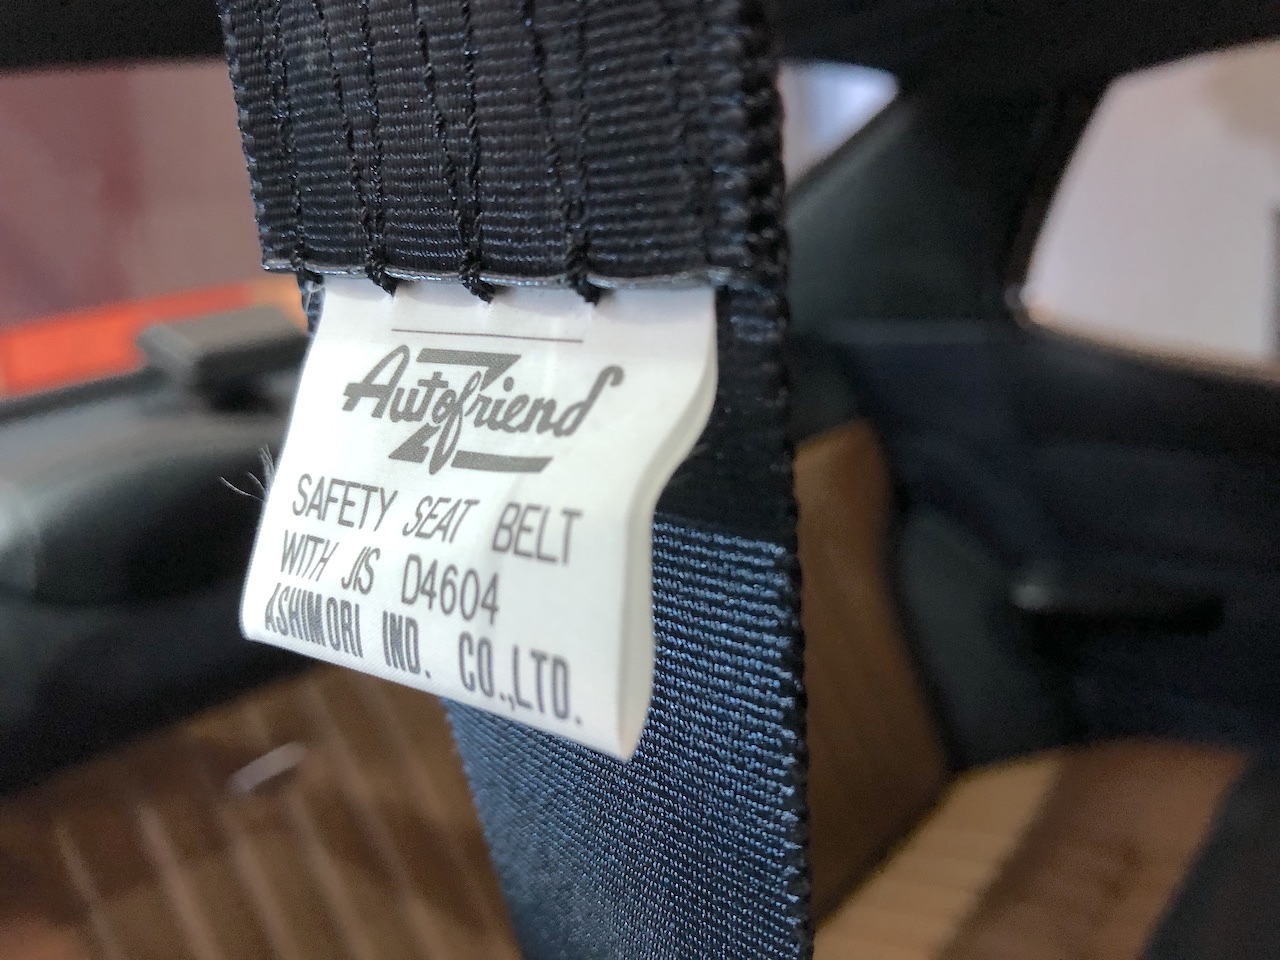 Autofriend
SAFETY SEAT BELT
WITH JIS D4604
ASHIMORI IND. CO.,LTD.